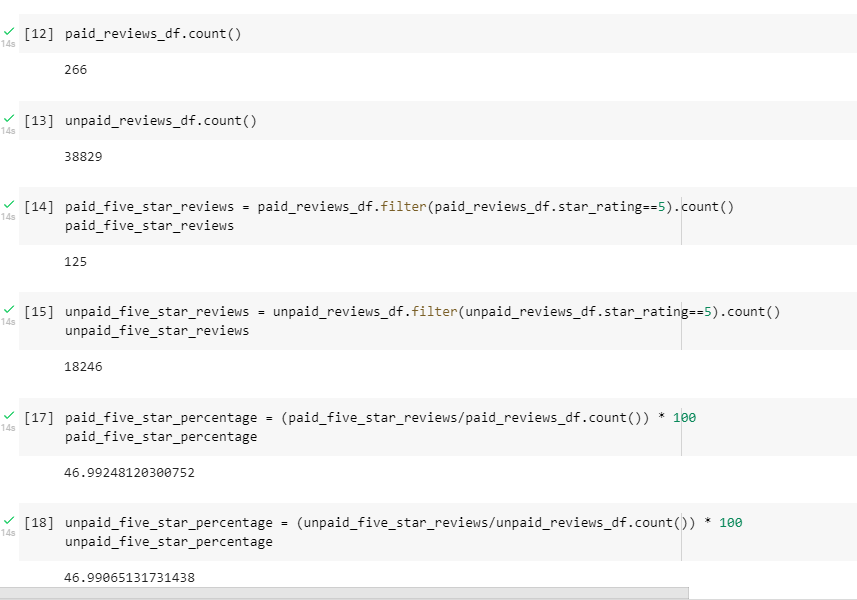 [12] paid_reviews_df.count()
14s
266
[13] unpaid_reviews_df.count()
14s
38829
[14] paid_five_star_reviews = paid_reviews_df.filter(paid_reviews_df.star_rating==5).count()
14s
paid_five_star_reviews
125
[15] unpaid_five_star_reviews = unpaid_reviews_df.filter(unpaid_reviews_df.star_rating==5).count()
14s
unpaid_five_star_reviews
18246
[17] paid_five_star_percentage = (paid_five_star_reviews/paid_reviews_df.count()) * 100
14s
paid_five_star_percentage
46.99248120300752
[18] unpaid_five_star_percentage = (unpaid_five_star_reviews/unpaid_reviews_df.count()) * 100
14s
unpaid_five_star_percentage
46.99065131731438